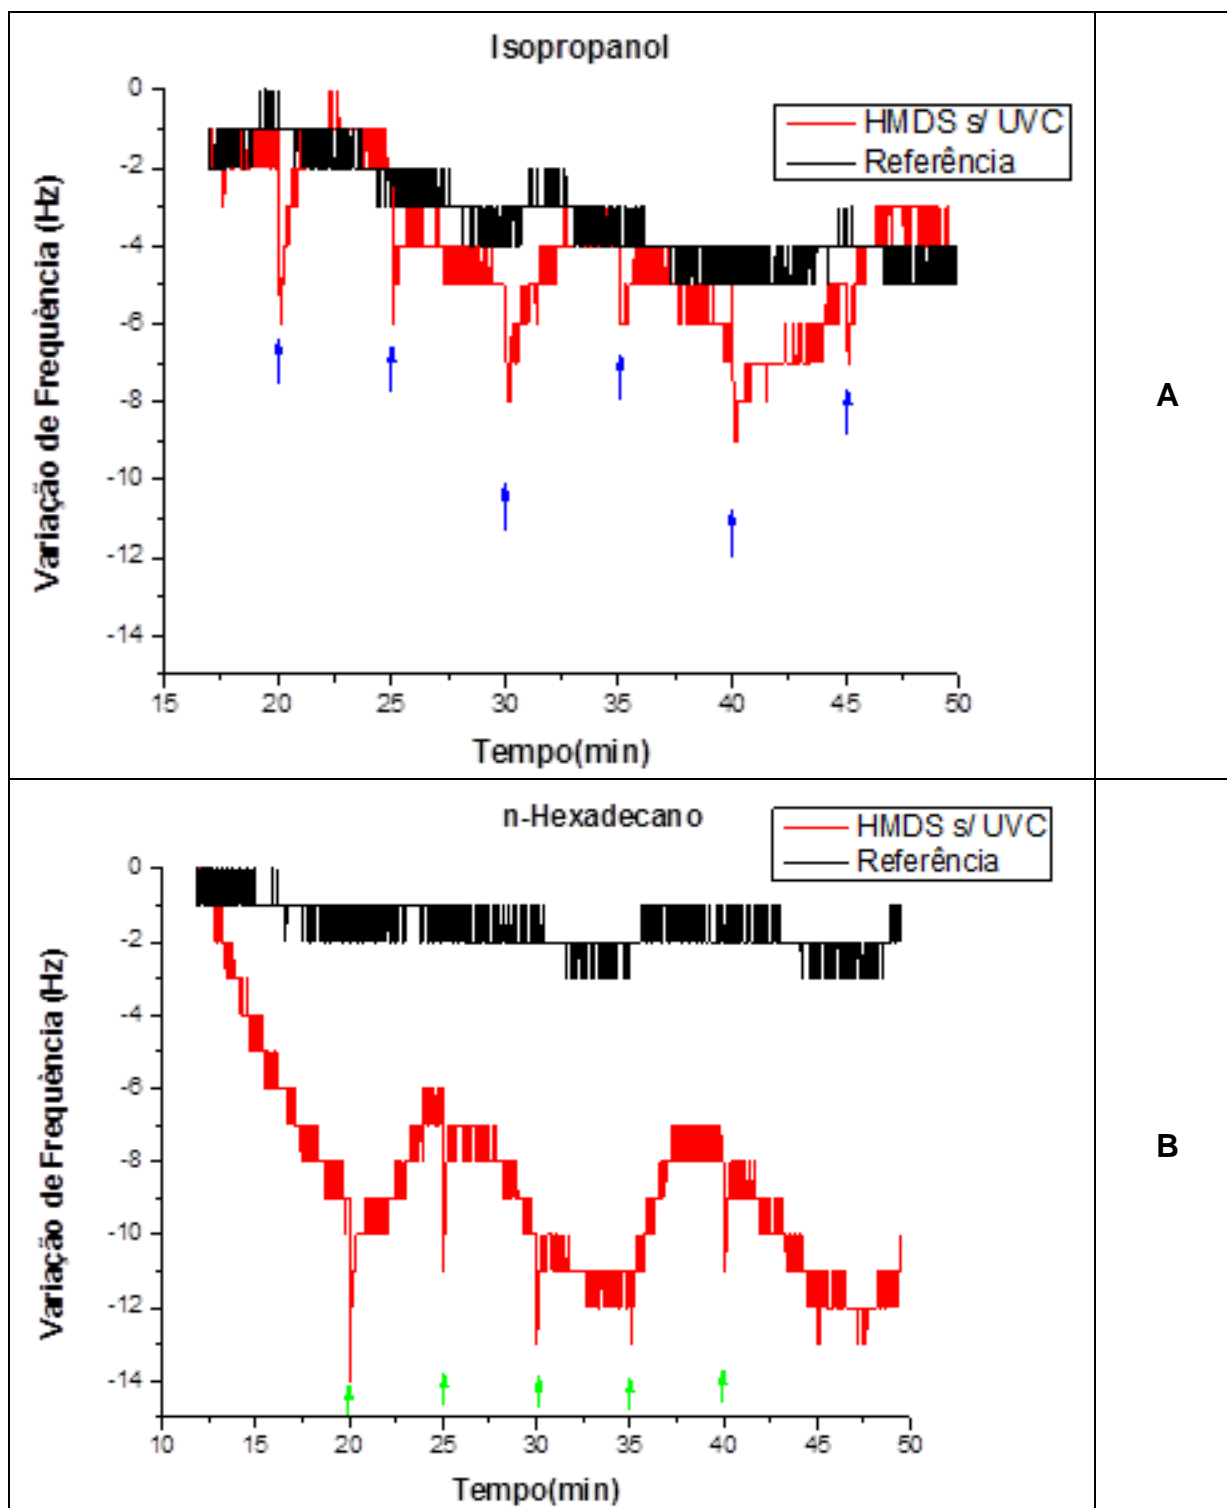 Isopropanol
HMDS s/ UVC
Referência
0
-2
-4
-6
-8
-10
-12
-14
Variação de Frequência (Hz)
15 20 25 30 35 40 45 50
Tempo(min)
A
n-Hexadecano
HMDS s/ UVC
Referência
0
-2
-4
-6
-8
-10
-12
-14
Variação de Frequência (Hz)
10 15 20 25 30 35 40 45 50
Tempo(min)
B